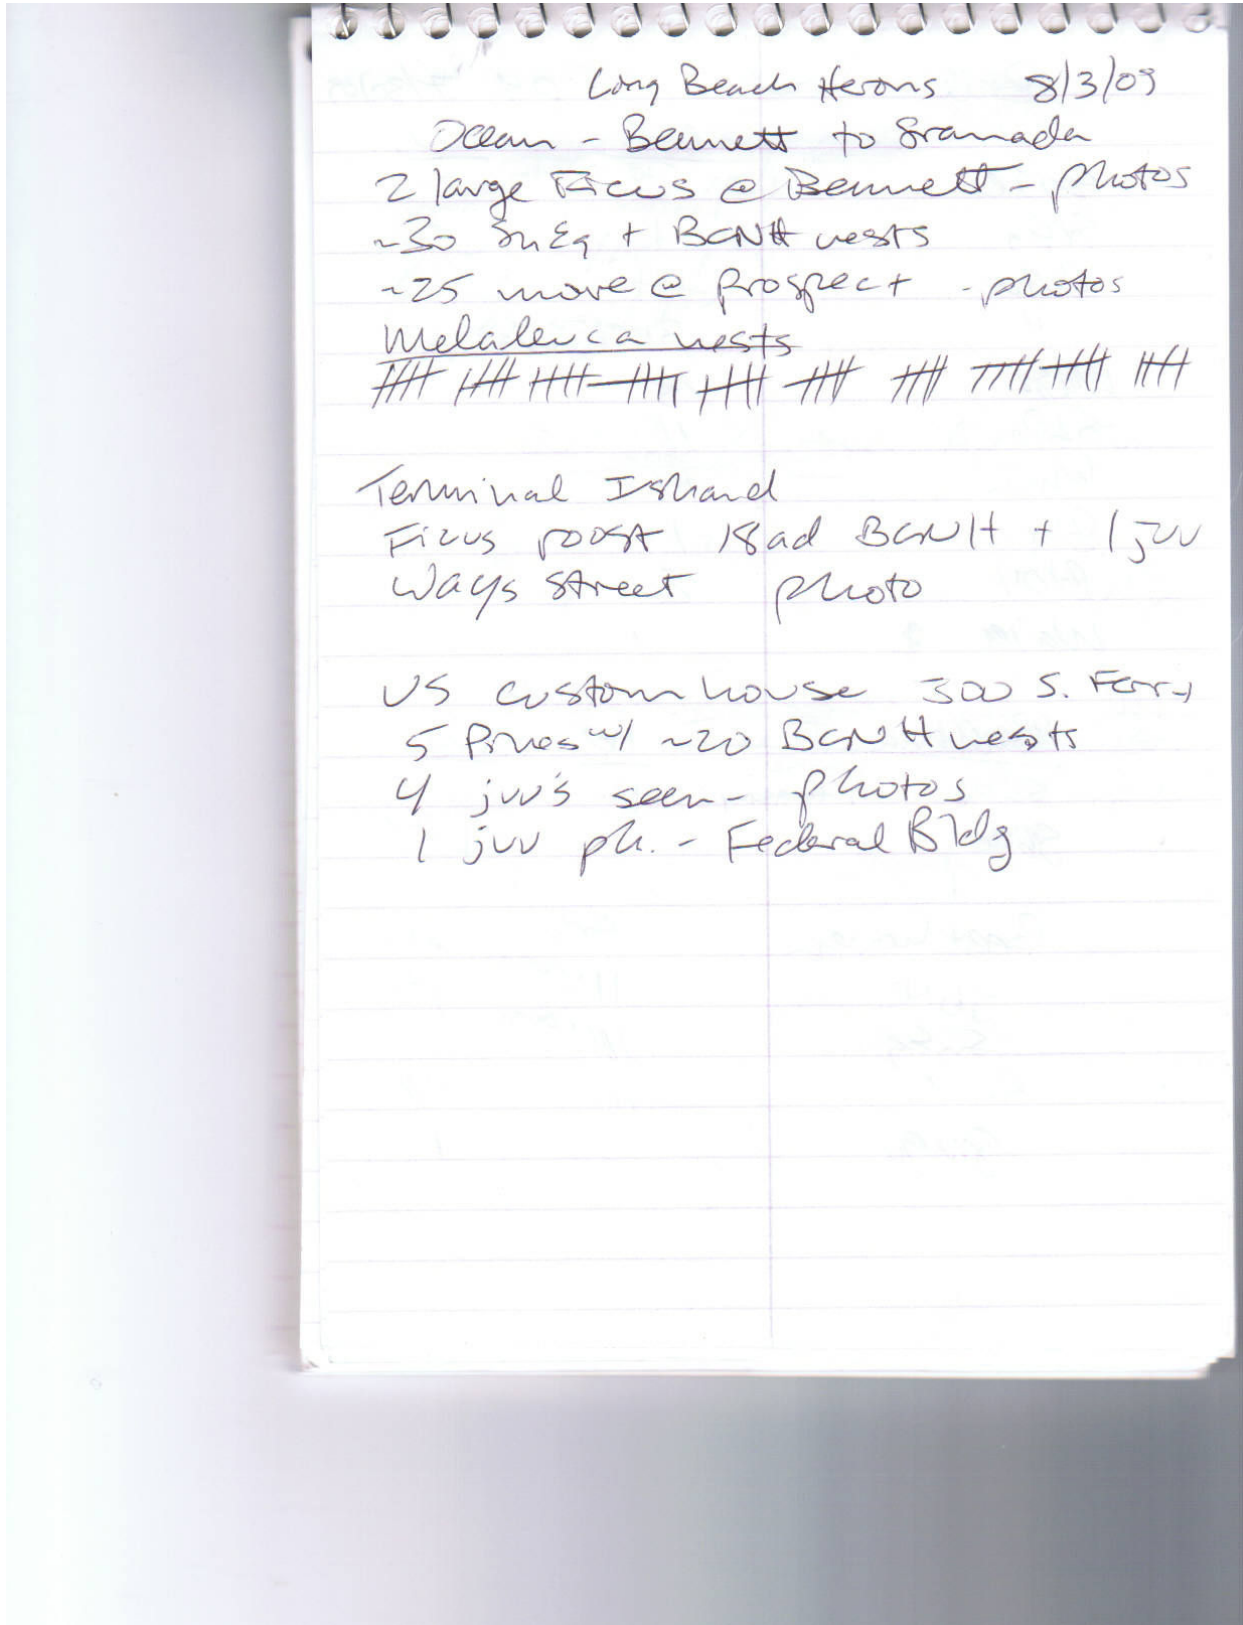 Long Beach Herons 8/3/09
Ocean - Bennett to Granada
2 large Ficus @ Bennett - photos
~30 SnEg + BCNH nests
~25 more @ Prospect - photos
Melaleuca nests
Terminal Island
Ficus roost 18 ad BCNH + 1 juv
Ways Street photo
US custom house 300 S. Ferry
5 Pines w/ ~20 BCNH nests
4 juv's seen - photos
1 juv ph. - Federal Bldg